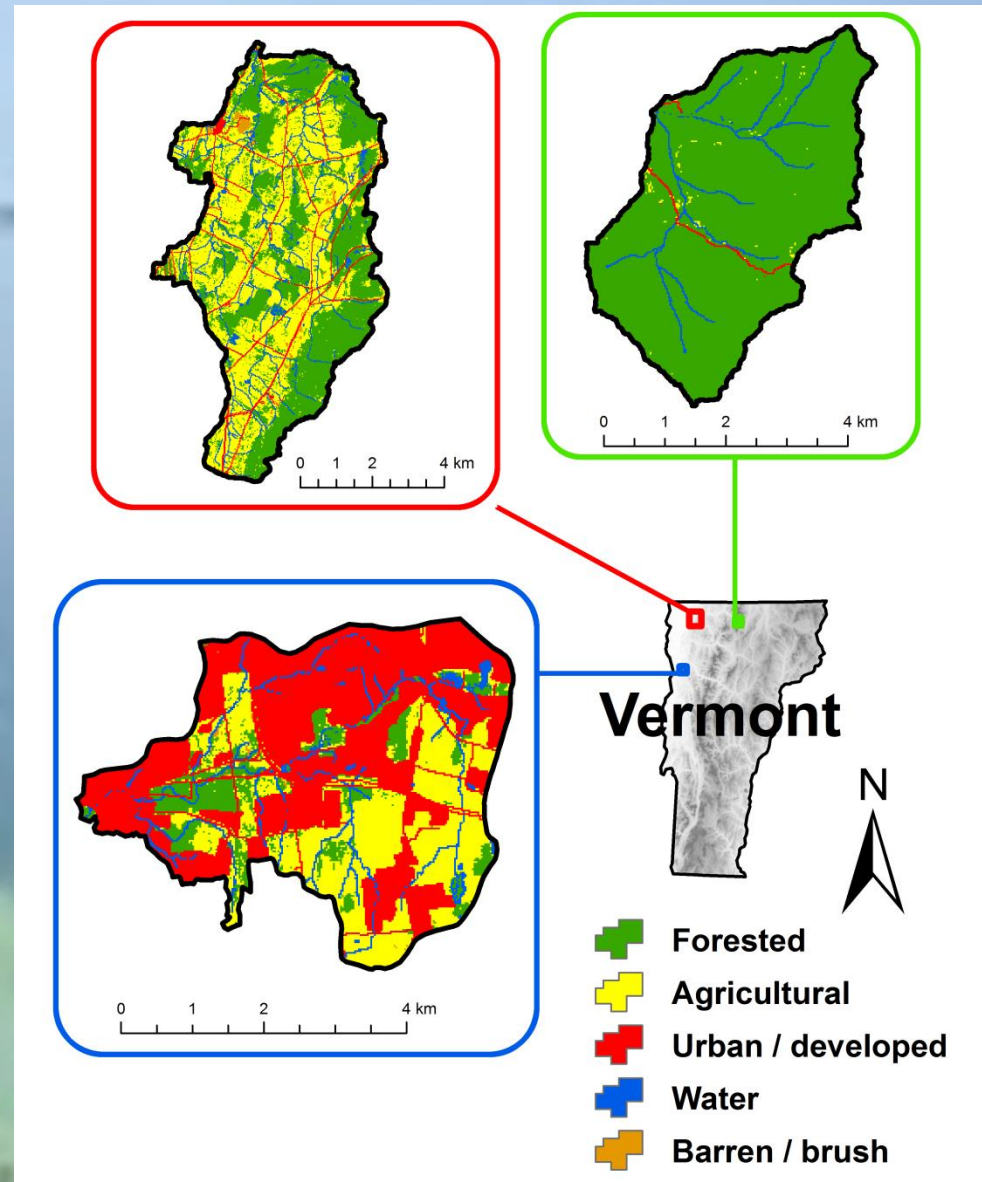 0 1 2 4 km
0 1 2 4 km
0 1 2 4 km
Vermont
N
Forested
Agricultural
Urban / developed
Water
Barren / brush